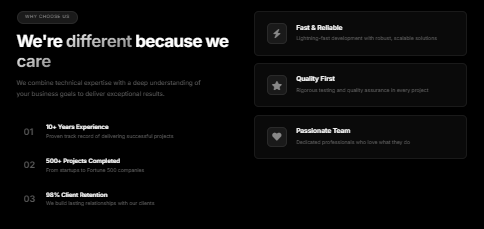 WHY CHOOSE US
We're different because we
care
We combine technical expertise with a deep understanding of
your business goals to deliver exceptional results.
01
10+ Years Experience
Proven track record of delivering successful projects
02
500+ Projects Completed
From startups to Fortune 500 companies
03
98% Client Retention
We build lasting relationships with our clients
Fast & Reliable
Lightning-fast development with robust, scalable solutions
Quality First
Rigorous testing and quality assurance in every project
Passionate Team
Dedicated professionals who love what they do